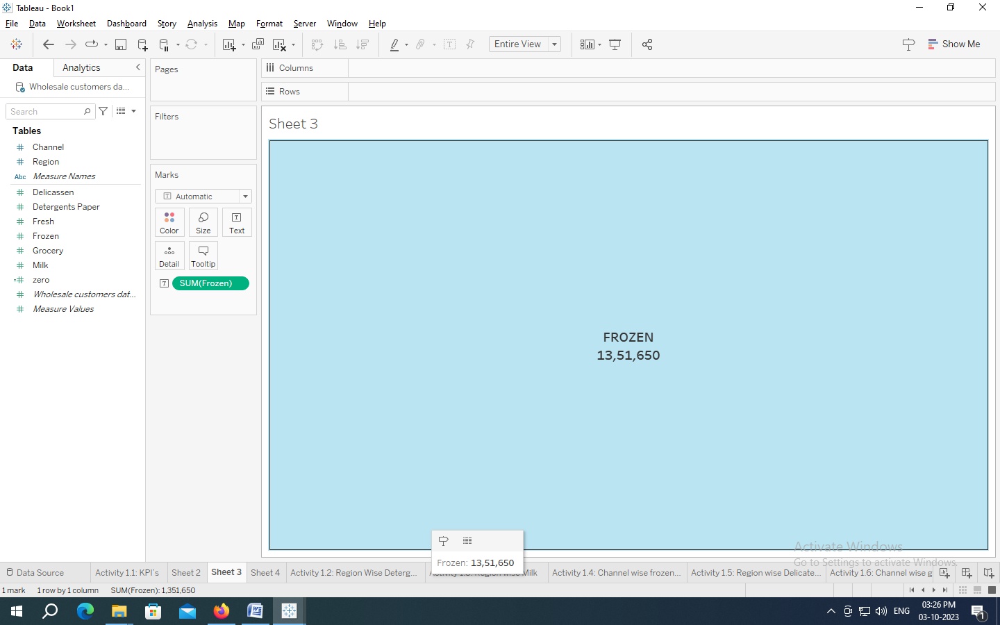 Tableau - Book1
File Data Worksheet Dashboard Story Analysis Map Format Server Window Help
Entire View
Show Me
Data Analytics
Wholesale customers da...
Search
Tables
Channel
Region
Abc Measure Names
Delicassen
Detergents Paper
Fresh
Frozen
Grocery
Milk
zero
Wholesale customers dat...
Measure Values
Pages
Filters
Marks
Automatic
Color Size Text
Detail Tooltip
SUM(Frozen)
Columns
Rows
Sheet 3
FROZEN
13,51,650
Frozen: 13,51,650
Activate Windows
Go to Settings to activate Windows.
Data Source Activity 1.1: KPI's Sheet 2 Sheet 3 Sheet 4 Activity 1.2: Region Wise Deterg... Milk Activity 1.4: Channel wise frozen... Activity 1.5: Region wise Delicate... Activity 1.6: Channel wise g
1 mark 1 row by 1 column SUM(Frozen): 1,351,650
ENG 03:26 PM
03-10-2023
1